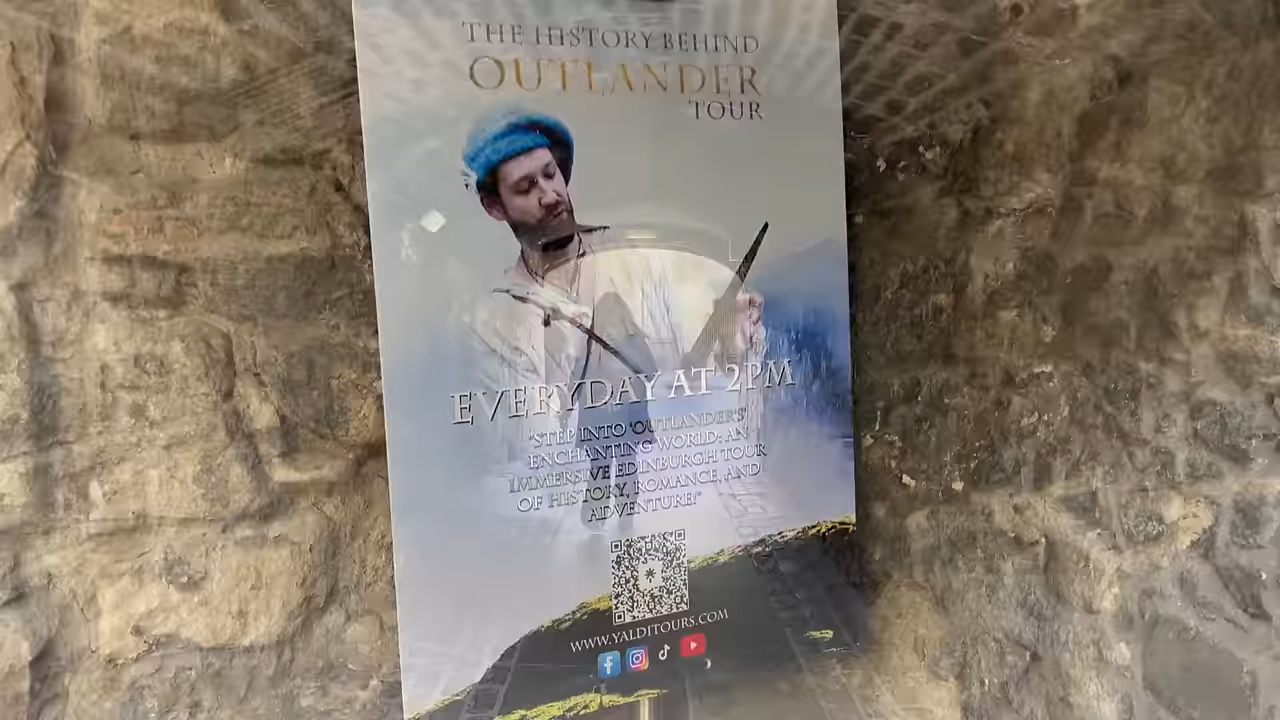 THE HISTORY BEHIND
OUTLANDER
TOUR
EVERYDAY AT 2PM
"STEP INTO 'OUTLANDER'S'
ENCHANTING WORLD: AN
IMMERSIVE EDINBURGH TOUR
OF HISTORY, ROMANCE, AND
ADVENTURE!"
WWW.YALDITOURS.COM